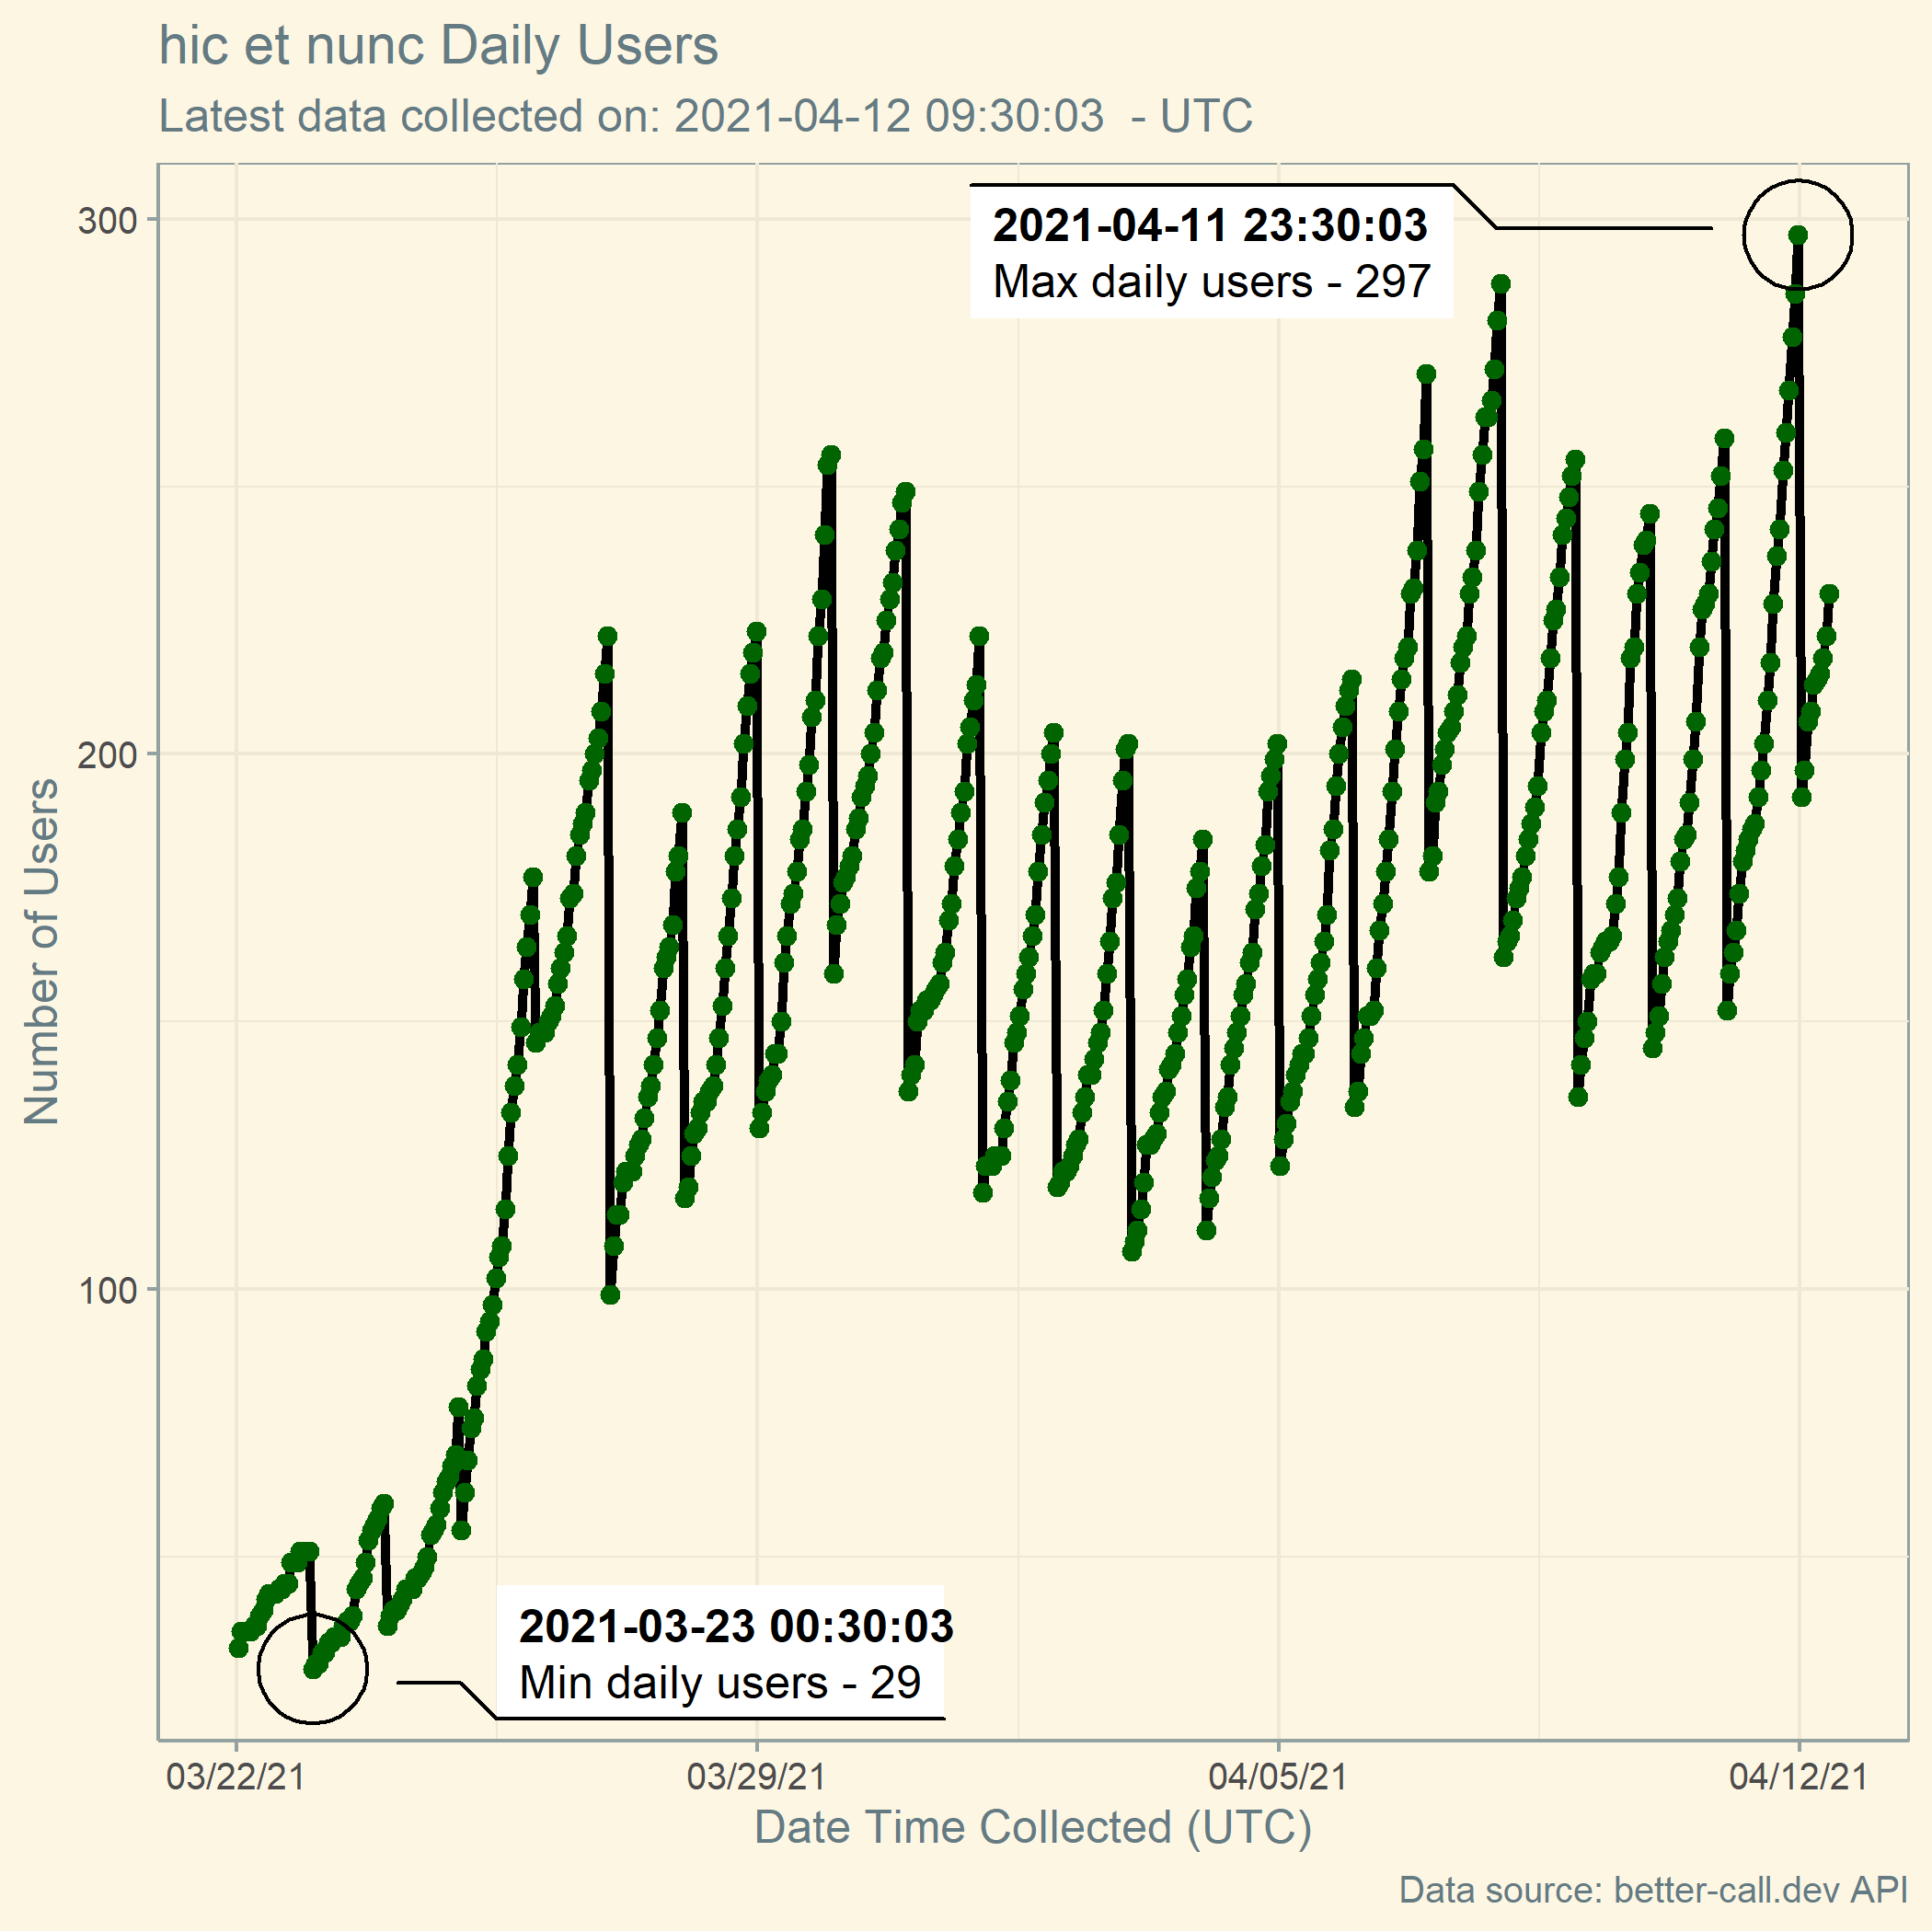 hic et nunc Daily Users
Latest data collected on: 2021-04-12 09:30:03  - UTC
300
200
100
Number of Users
2021-04-11 23:30:03
Max daily users - 297
2021-03-23 00:30:03
Min daily users - 29
03/22/21
03/29/21
04/05/21
04/12/21
Date Time Collected (UTC)
Data source: better-call.dev API